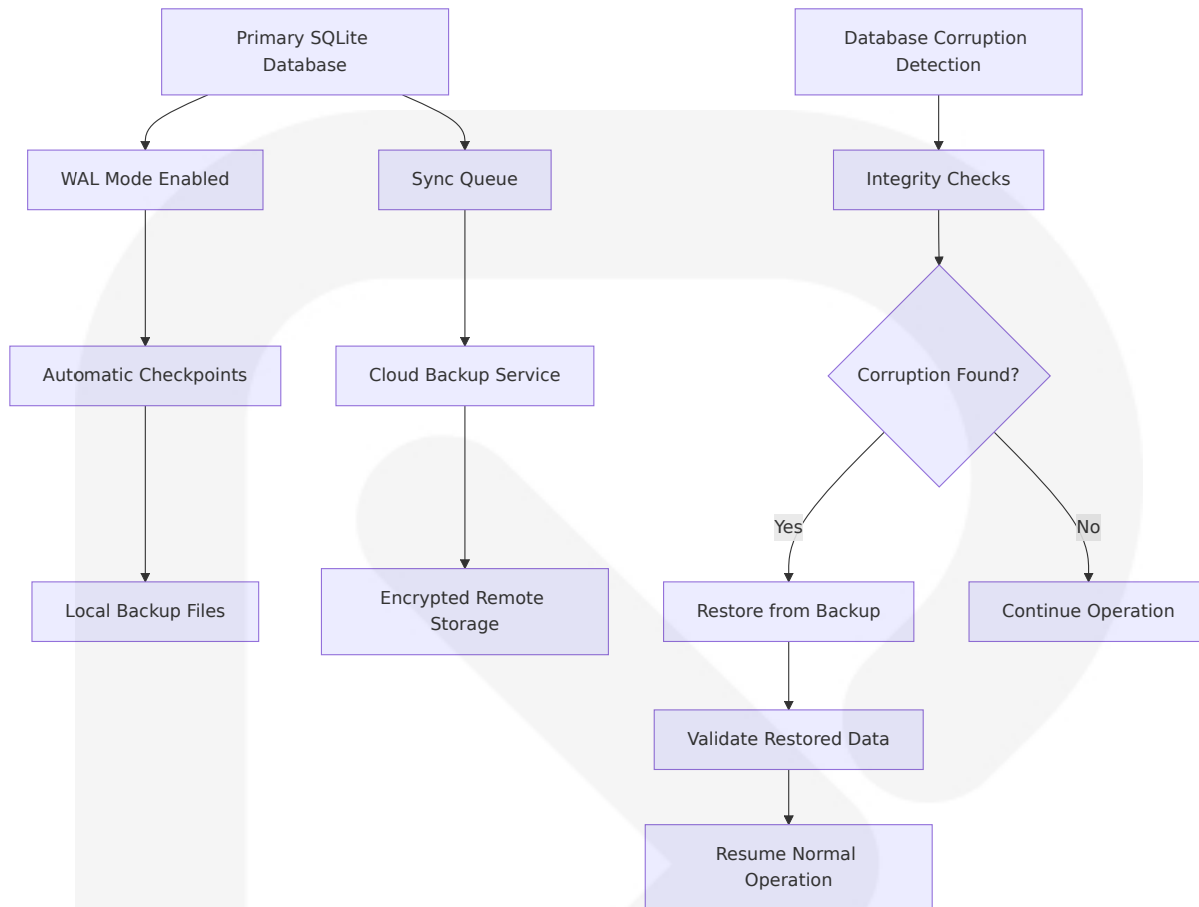 Primary SQLite
Database
Database Corruption
Detection
WAL Mode Enabled
Sync Queue
Integrity Checks
Automatic Checkpoints
Cloud Backup Service
Corruption Found?
Yes
No
Local Backup Files
Encrypted Remote
Storage
Restore from Backup
Continue Operation
Validate Restored Data
Resume Normal
Operation